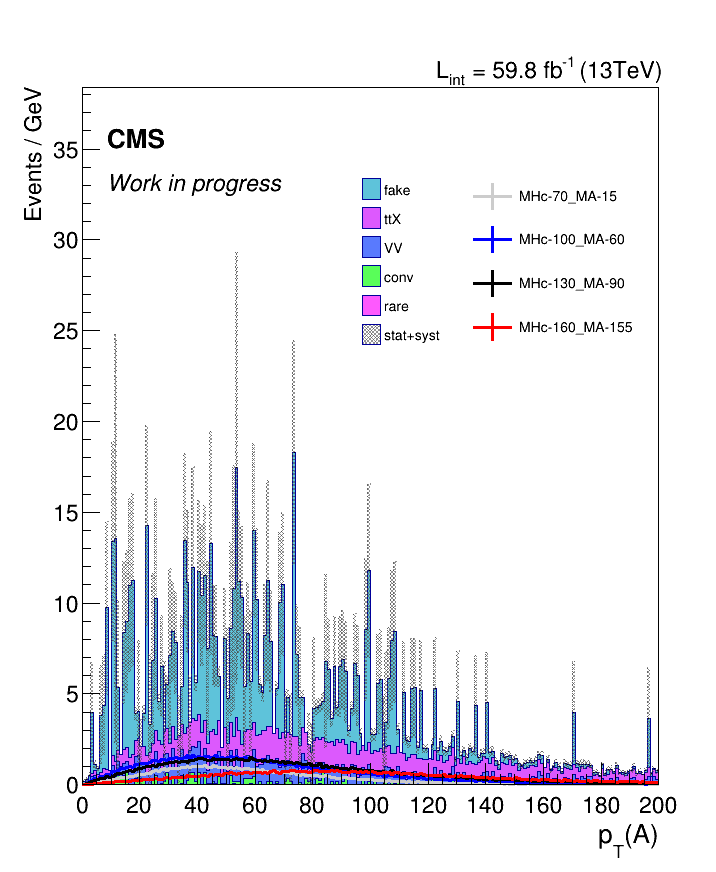 L_int = 59.8 fb^-1 (13TeV)
Events / GeV
CMS
Work in progress
fake
ttX
VV
conv
rare
stat+syst
MHc-70_MA-15
MHc-100_MA-60
MHc-130_MA-90
MHc-160_MA-155
35
30
25
20
15
10
5
0
0 20 40 60 80 100 120 140 160 180 200
p_T(A)